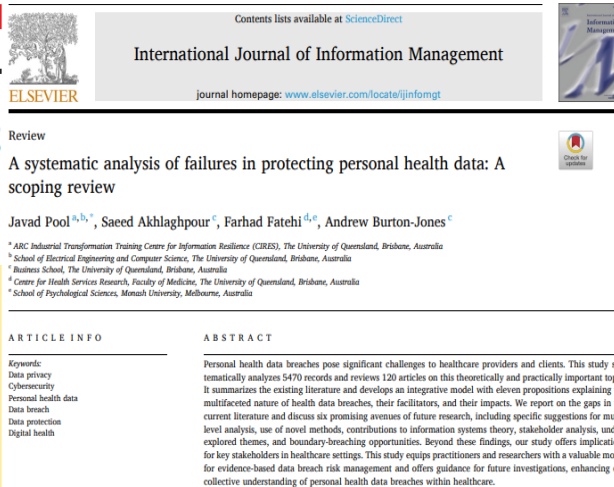 Contents lists available at ScienceDirect
International Journal of Information Management
journal homepage: www.elsevier.com/locate/ijinfomgt
ELSEVIER
Review
Check for
updates
A systematic analysis of failures in protecting personal health data: A
scoping review
Javad Pool a,b,*, Saeed Akhlaghpour c, Farhad Fatehi d,e, Andrew Burton-Jones c
a ARC Industrial Transformation Training Centre for Information Resilience (CIRES), The University of Queensland, Brisbane, Australia
b School of Electrical Engineering and Computer Science, The University of Queensland, Brisbane, Australia
c Business School, The University of Queensland, Brisbane, Australia
d Centre for Health Services Research, Faculty of Medicine, The University of Queensland, Brisbane, Australia
e School of Psychological Sciences, Monash University, Melbourne, Australia
ARTICLE INFO
Keywords:
Data privacy
Cybersecurity
Personal health data
Data breach
Data protection
Digital health
ABSTRACT
Personal health data breaches pose significant challenges to healthcare providers and clients. This study s
tematically analyzes 5470 records and reviews 120 articles on this theoretically and practically important top
It summarizes the existing literature and develops an integrative model with eleven propositions explaining
multifaceted nature of health data breaches, their facilitators, and their impacts. We report on the gaps in
current literature and discuss six promising avenues of future research, including specific suggestions for mu
level analysis, use of novel methods, contributions to information systems theory, stakeholder analysis, und
explored themes, and boundary-breaching opportunities. Beyond these findings, our study offers implicatio
for key stakeholders in healthcare settings. This study equips practitioners and researchers with a valuable mo
for evidence-based data breach risk management and offers guidance for future investigations, enhancing
collective understanding of personal health data breaches within healthcare.